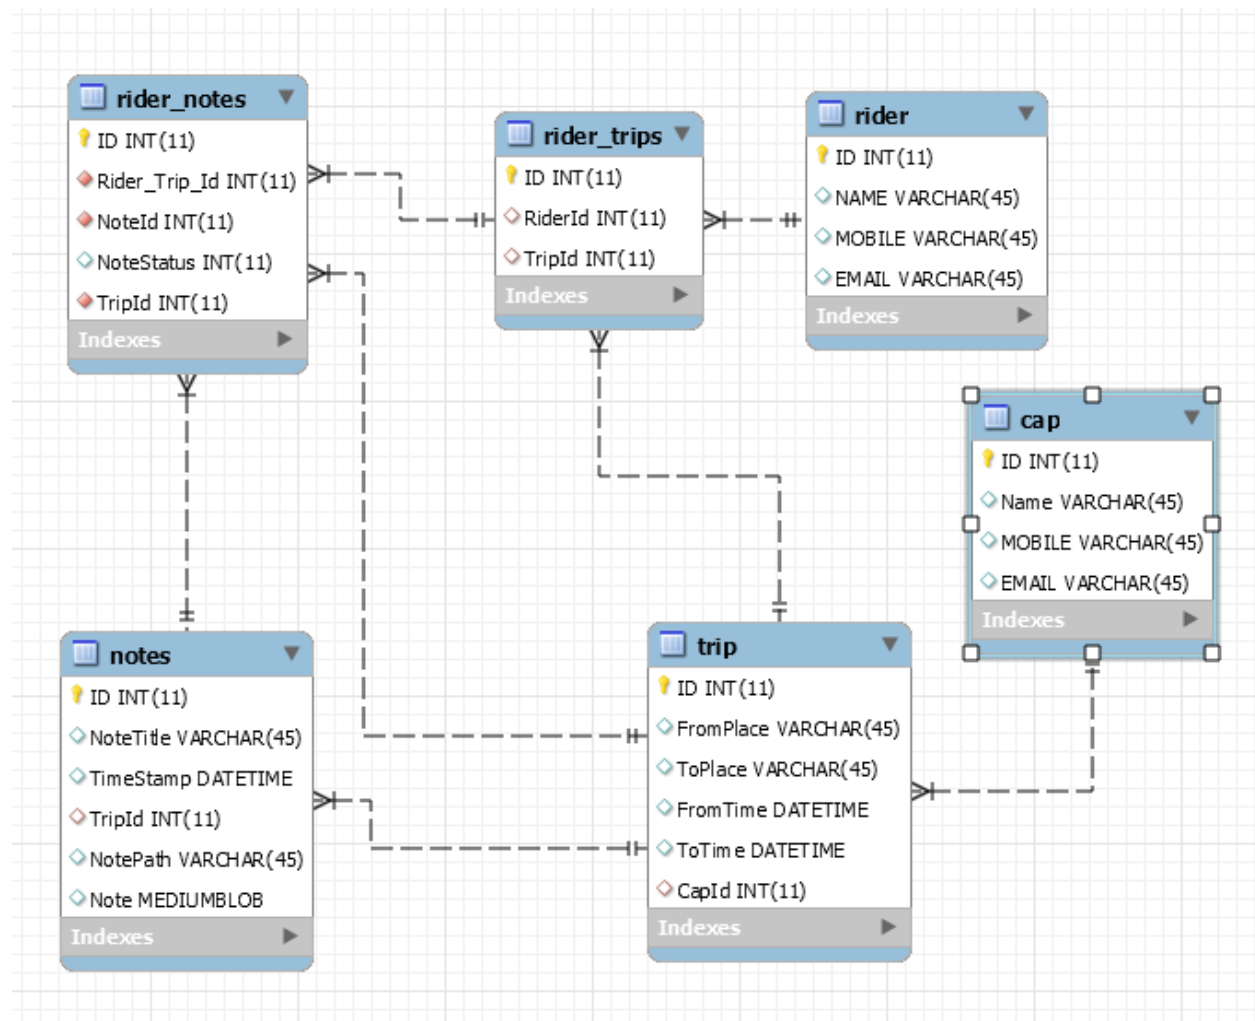 rider_notes
ID INT(11)
Rider_Trip_Id INT(11)
NoteId INT(11)
NoteStatus INT(11)
TripId INT(11)
Indexes
rider_trips
ID INT(11)
RiderId INT(11)
TripId INT(11)
Indexes
rider
ID INT(11)
NAME VARCHAR(45)
MOBILE VARCHAR(45)
EMAIL VARCHAR(45)
Indexes
cap
ID INT(11)
Name VARCHAR(45)
MOBILE VARCHAR(45)
EMAIL VARCHAR(45)
Indexes
notes
ID INT(11)
NoteTitle VARCHAR(45)
TimeStamp DATETIME
TripId INT(11)
NotePath VARCHAR(45)
Note MEDIUMBLOB
Indexes
trip
ID INT(11)
FromPlace VARCHAR(45)
ToPlace VARCHAR(45)
FromTime DATETIME
ToTime DATETIME
CapId INT(11)
Indexes